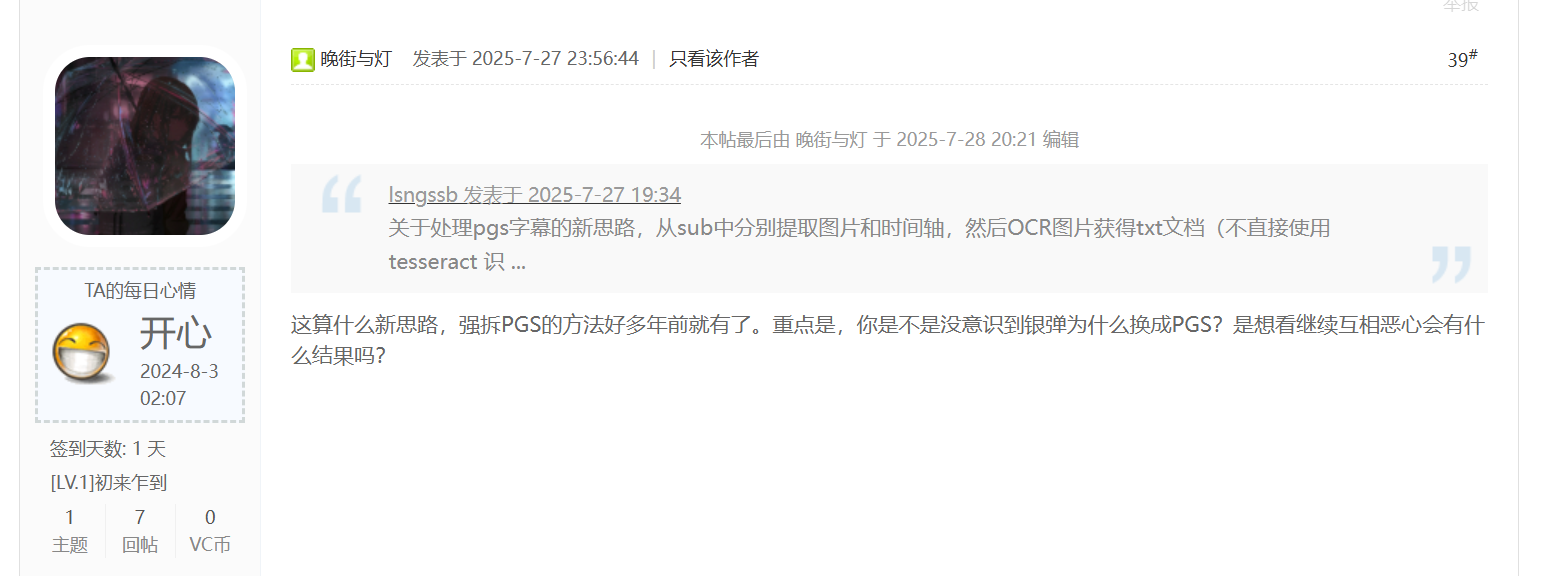 举报
晚街与灯 发表于 2025-7-27 23:56:44 | 只看该作者
39#
本帖最后由 晚街与灯 于 2025-7-28 20:21 编辑
lsngssb 发表于 2025-7-27 19:34
关于处理pgs字幕的新思路，从sub中分别提取图片和时间轴，然后OCR图片获得txt文档（不直接使用
tesseract 识 ...
这算什么新思路，强拆PGS的方法好多年前就有了。重点是，你是不是没意识到银弹为什么换成PGS？是想看继续互相恶心会有什
么结果吗？
TA的每日心情
开心
2024-8-3
02:07
签到天数: 1 天
[LV.1]初来乍到
1 7 0
主题 回帖 VC币